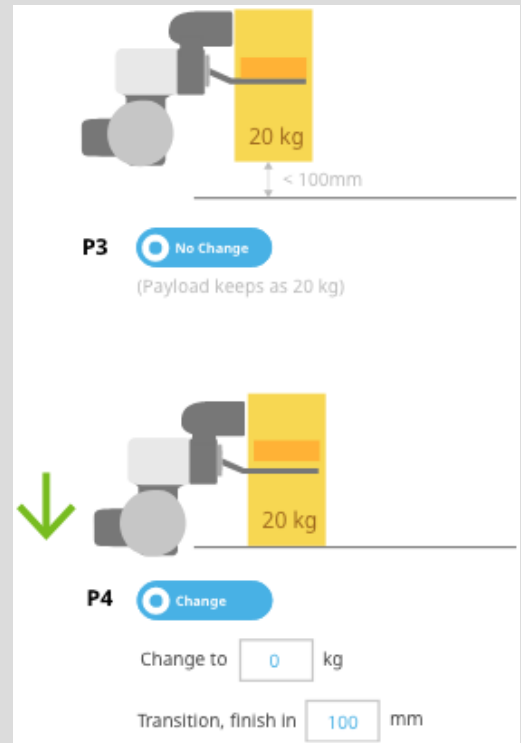 20 kg
< 100mm
P3 No Change
(Payload keeps as 20 kg)
20 kg
P4 Change
Change to 0 kg
Transition, finish in 100 mm